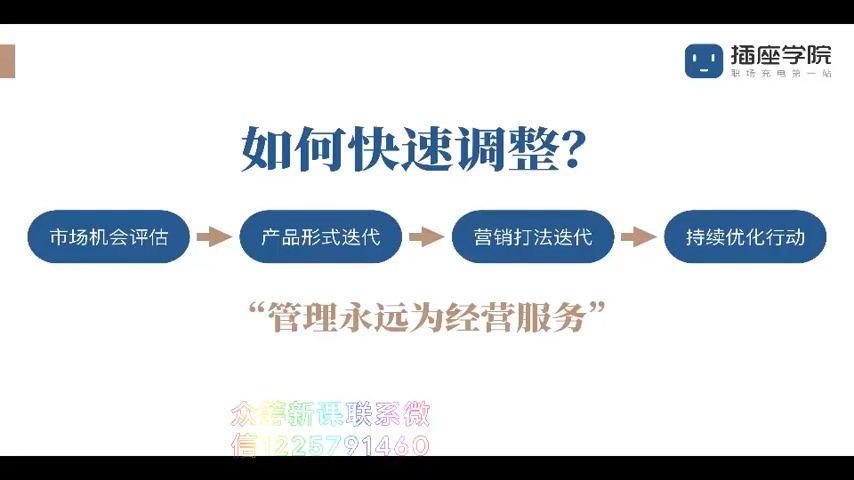 插座学院
职场充电第一站
如何快速调整？
市场机会评估
产品形式迭代
营销打法迭代
持续优化行动
“管理永远为经营服务”
众筹新课联系微
信1225791460